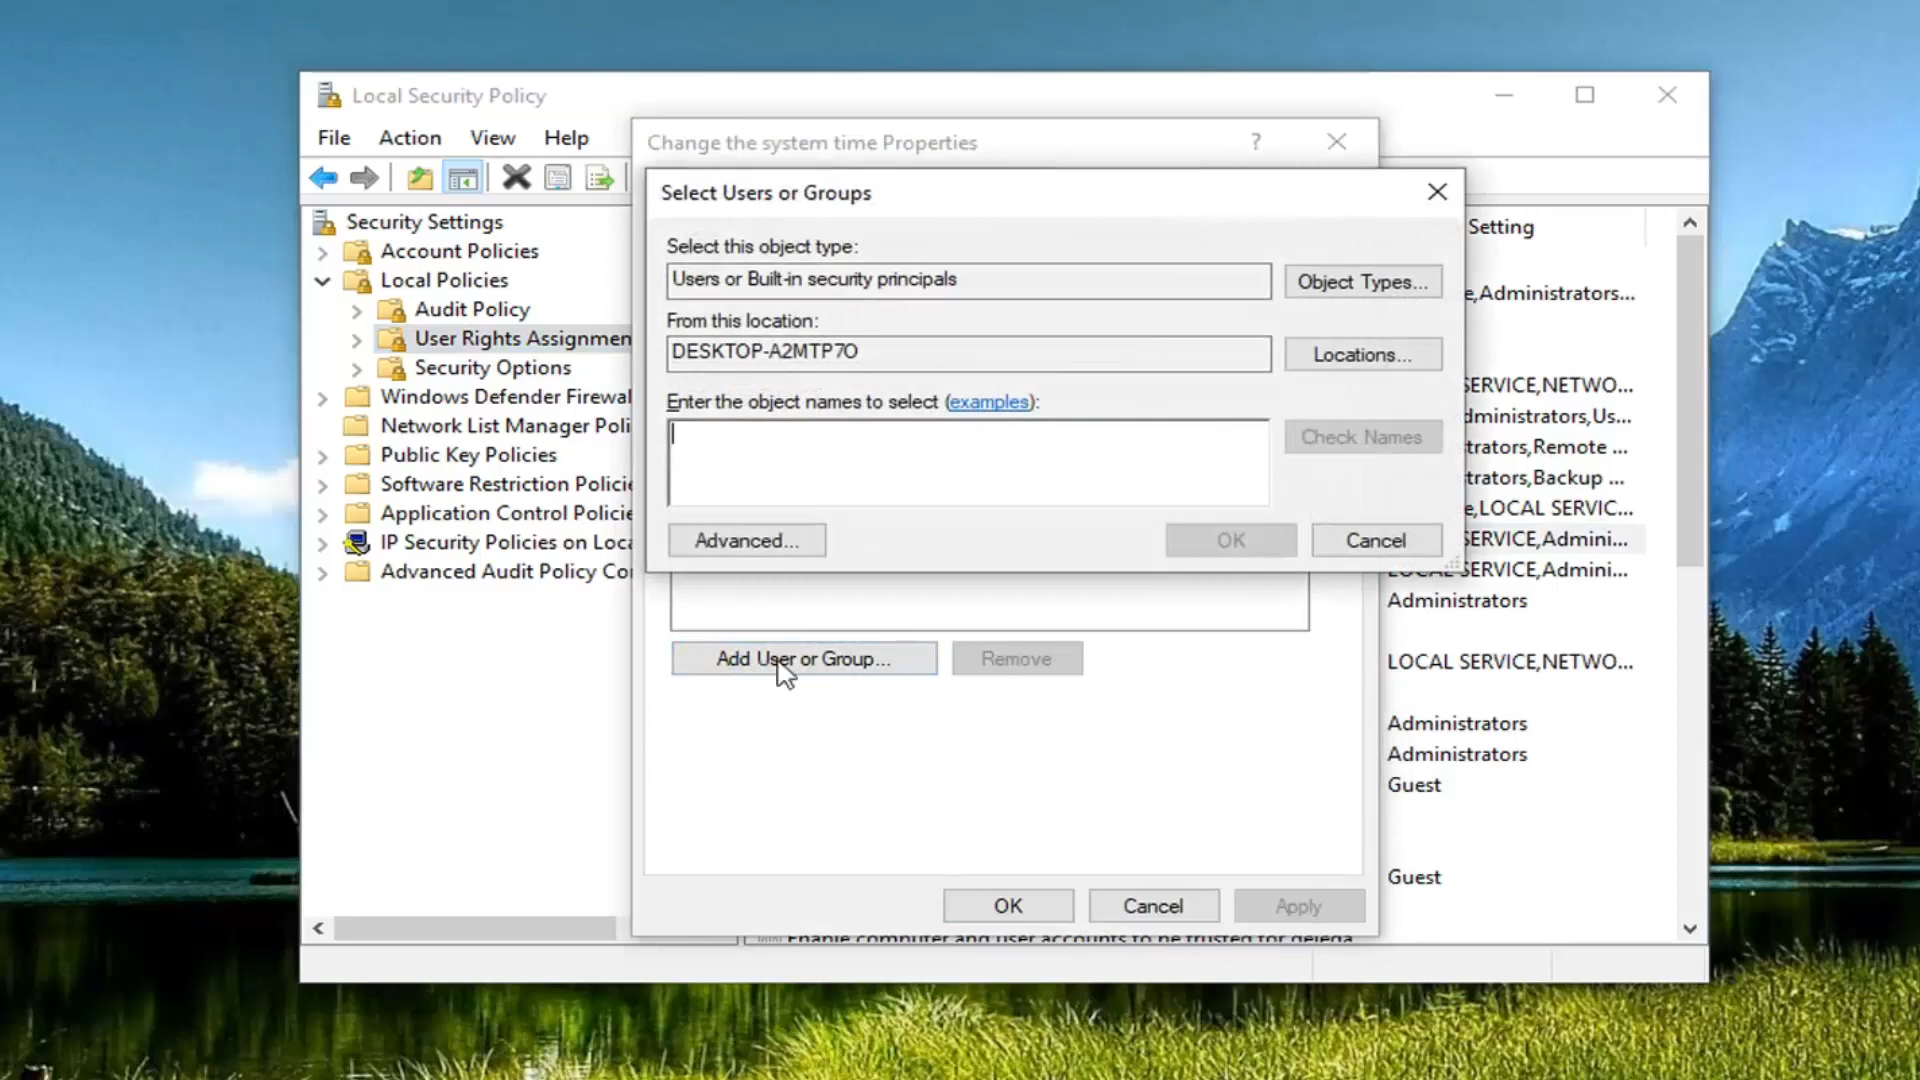 Local Security Policy
File Action View Help
Change the system time Properties
?
Select Users or Groups
Select this object type:
Users or Built-in security principals
Object Types...
From this location:
DESKTOP-A2MTP7O
Locations...
Enter the object names to select (examples):
Check Names
Advanced...
OK
Cancel
Security Settings
Account Policies
Local Policies
Audit Policy
User Rights Assignmen
Security Options
Windows Defender Firewal
Network List Manager Poli
Public Key Policies
Software Restriction Policie
Application Control Policie
IP Security Policies on Loca
Advanced Audit Policy Co
Add User or Group...
Remove
OK
Cancel
Apply
Enable computer and user accounts to be trusted for delega
Setting
e,Administrators...
SERVICE,NETWO...
dministrators,Us...
trators,Remote ...
trators,Backup ...
e,LOCAL SERVIC...
SERVICE,Admini...
LOCAL SERVICE,Admini...
Administrators
LOCAL SERVICE,NETWO...
Administrators
Administrators
Guest
Guest